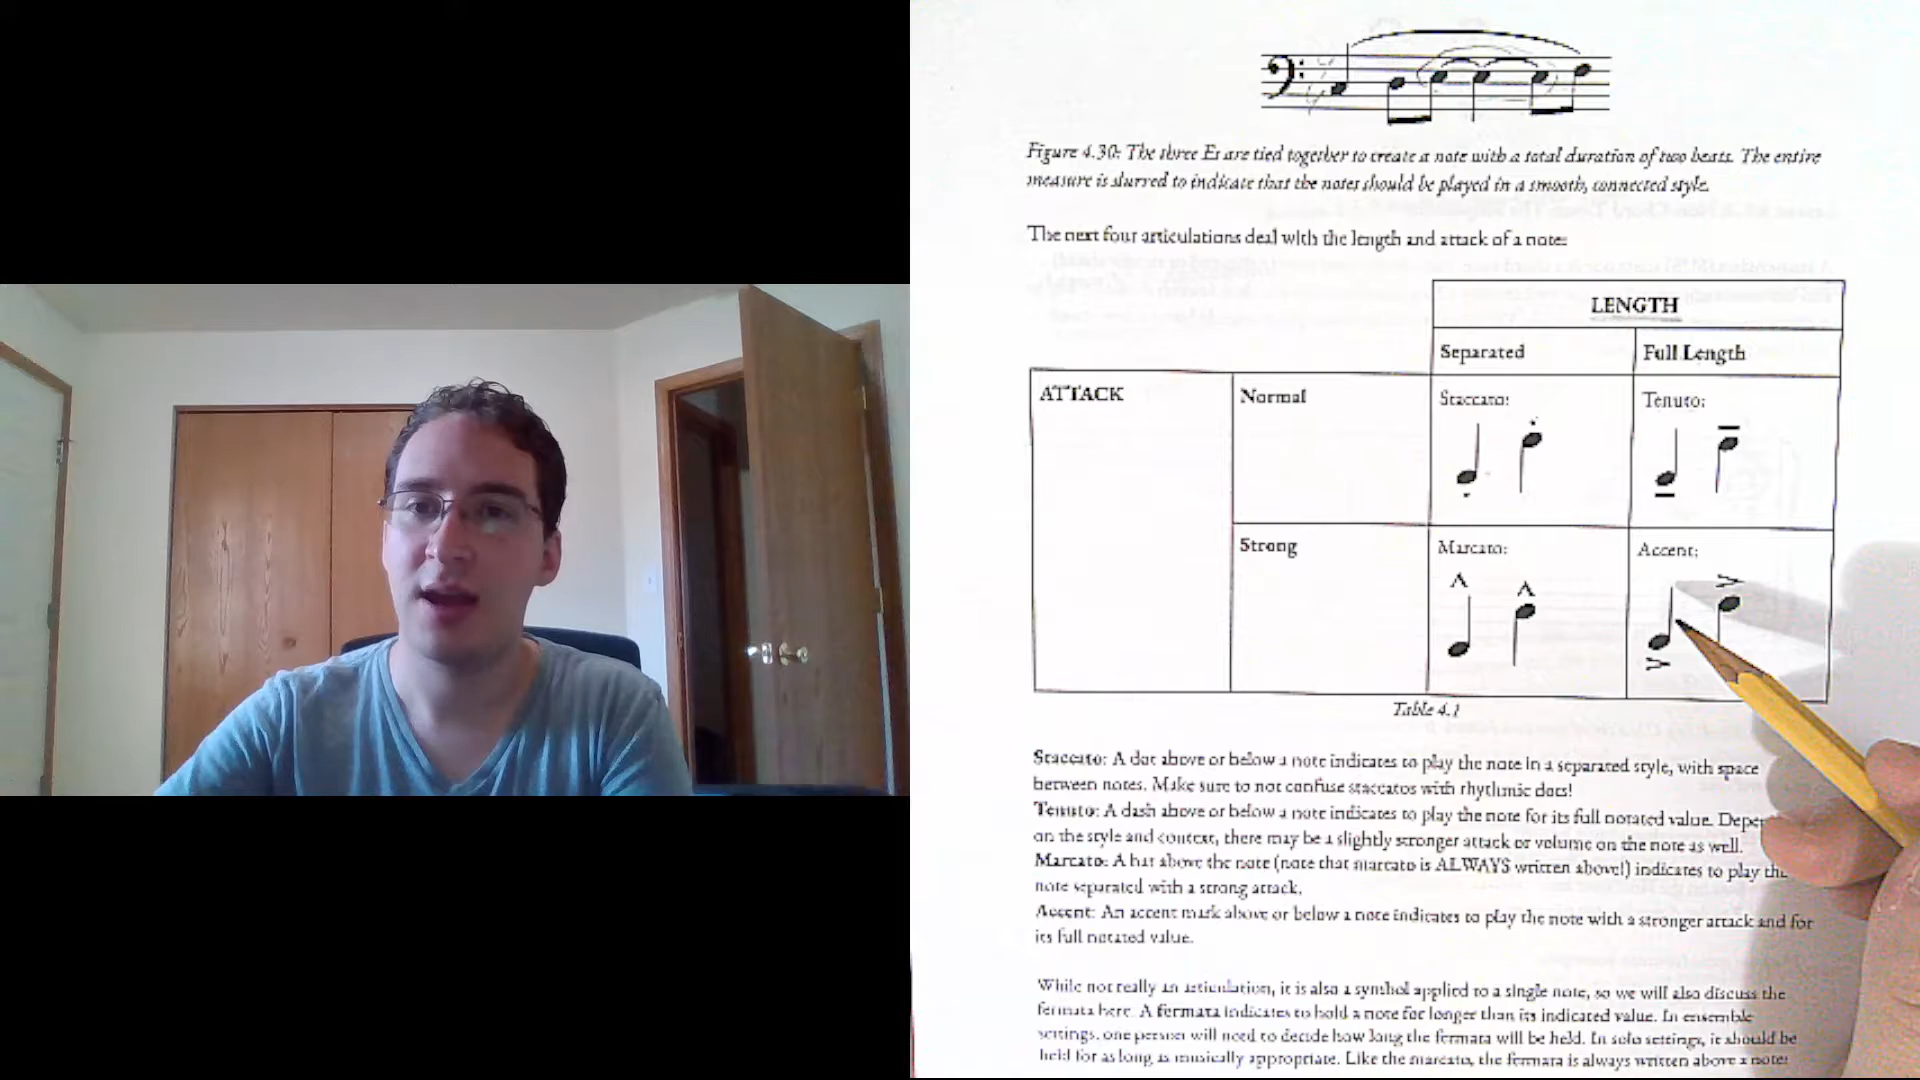 Figure 4.30: The three Es are tied together to create a note with a total duration of two beats. The entire
measure is slurred to indicate that the notes should be played in a smooth, connected style.
The next four articulations deal with the length and attack of a note:
LENGTH
Separated Full Length
ATTACK Normal Staccato: Tenuto:
Strong Marcato: Accent:
Table 4.1
Staccato: A dot above or below a note indicates to play the note in a separated style, with space
between notes. Make sure to not confuse staccatos with rhythmic dots!
Tenuto: A dash above or below a note indicates to play the note for its full notated value.
on the style and context, there may be a slightly stronger attack or volume on the note as well.
Marcato: A hat above the note (note that marcato is ALWAYS written above!) indicates to play the
note separated with a strong attack.
Accent: An accent mark above or below a note indicates to play the note with a stronger attack and for
its full notated value.
While not really an articulation, it is also a symbol applied to a single note, so we will also discuss the
fermata here. A fermata indicates to hold a note for longer than its indicated value. In ensemble
settings, one person will need to decide how long the fermata will be held. In solo settings, it should be
held for as long as musically appropriate. Like the marcato, the fermata is always written above a note: